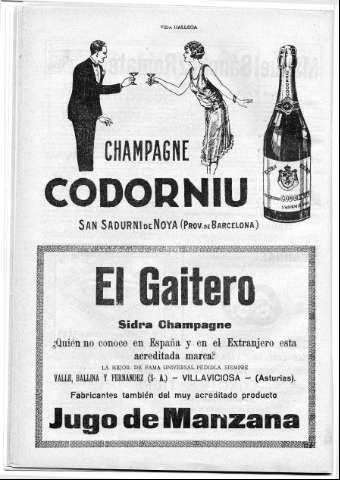 VIDA GALLEGA
CHAMPAGNE
CODORNIU
SAN SADURNI DE NOYA (PROV. DE BARCELONA)
CODORNIU
El Gaitero
Sidra Champagne
¿Quién no conoce en España y en el Extranjero esta
acreditada marca?
LA MEJOR, DE FAMA UNIVERSAL PEDIDLA SIEMPRE
VALLE, BALLINA Y FERNANDEZ (S. A.) — VILLAVICIOSA — (Asturias).
Fabricantes también del muy acreditado producto
Jugo de Manzana